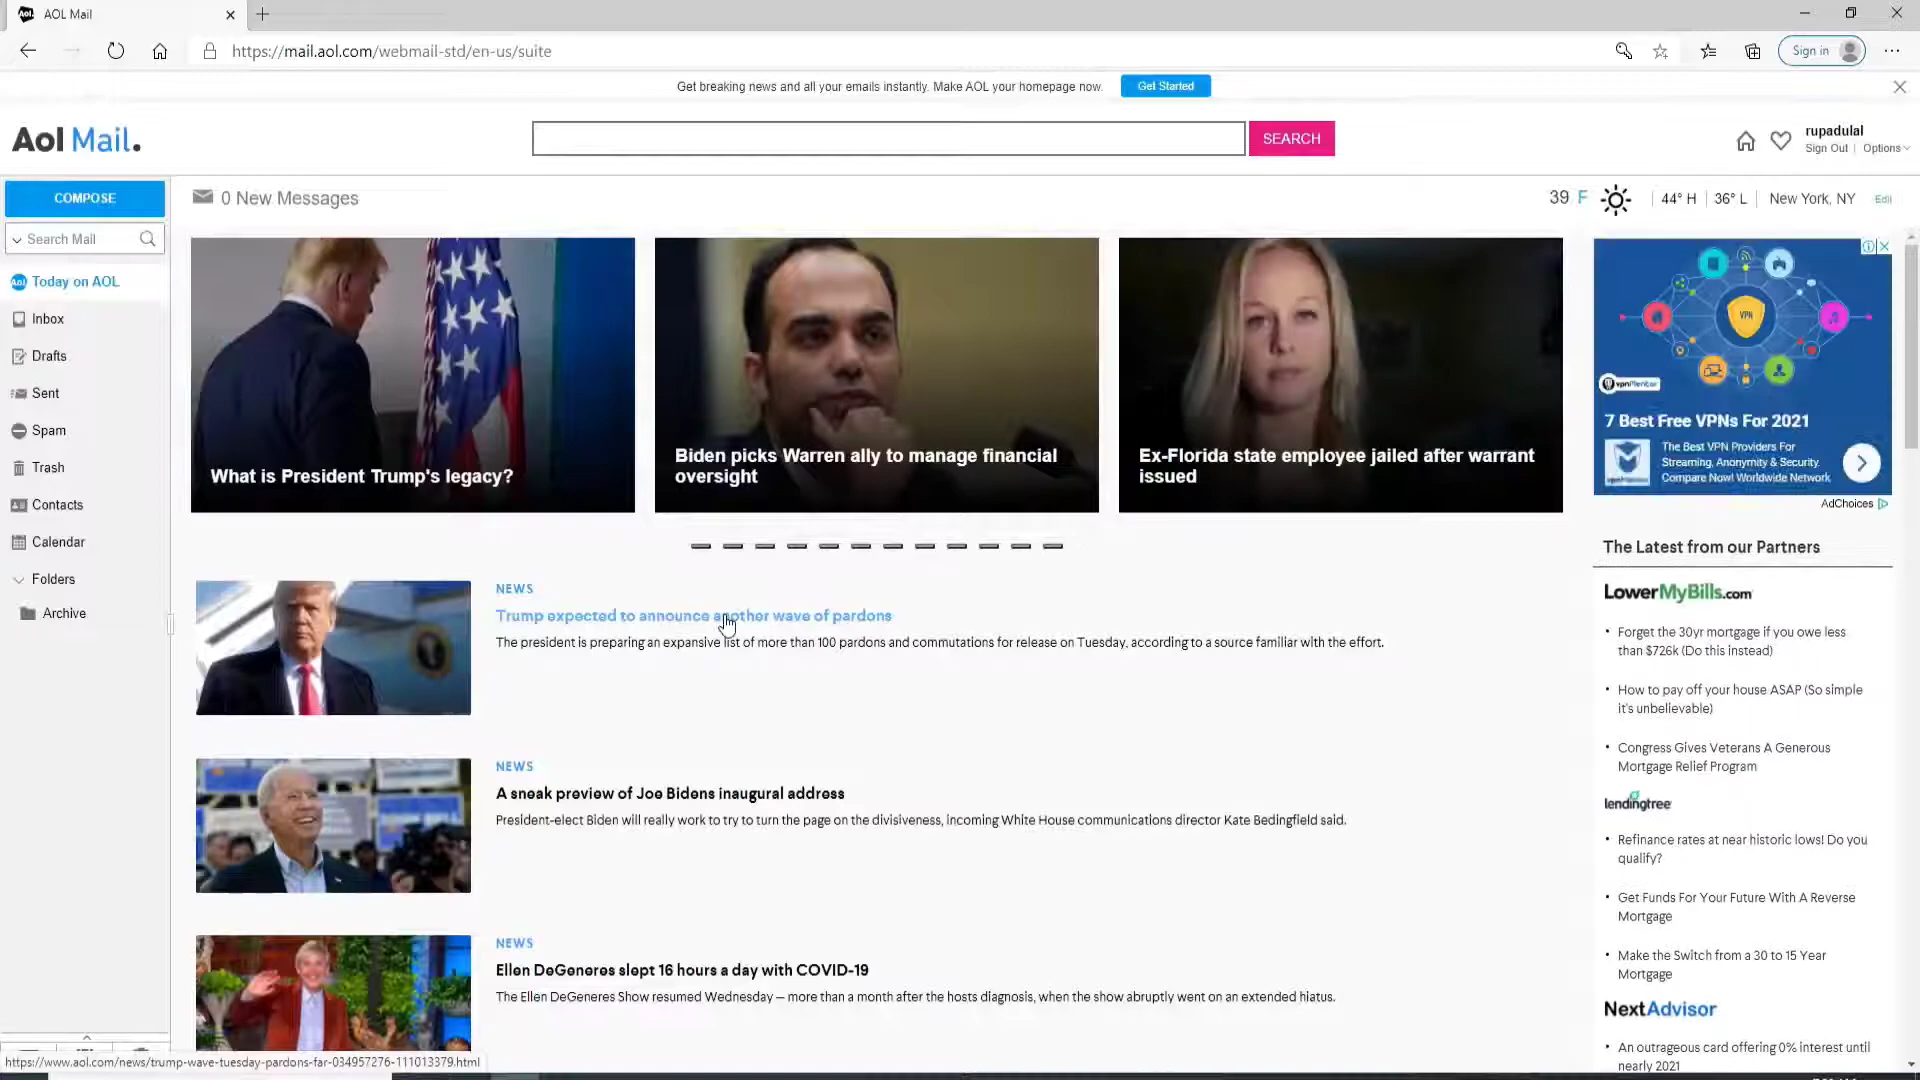 Aol.
AOL Mail
https://mail.aol.com/webmail-std/en-us/suite
Sign in
Get breaking news and all your emails instantly. Make AOL your homepage now.
Get Started
Aol Mail.
SEARCH
rupadulal
Sign Out | Options
COMPOSE
0 New Messages
39 F
44° H | 36° L
New York, NY
Edit
Search Mail
Today on AOL
Inbox
Drafts
Sent
Spam
Trash
Contacts
Calendar
Folders
Archive
What is President Trump's legacy?
Biden picks Warren ally to manage financial
oversight
Ex-Florida state employee jailed after warrant
issued
VPN
vpnMentor
7 Best Free VPNs For 2021
The Best VPN Providers For
Streaming, Anonymity & Security.
Compare Now! Worldwide Network
AdChoices
NEWS
Trump expected to announce another wave of pardons
The president is preparing an expansive list of more than 100 pardons and commutations for release on Tuesday, according to a source familiar with the effort.
NEWS
A sneak preview of Joe Bidens inaugural address
President-elect Biden will really work to try to turn the page on the divisiveness, incoming White House communications director Kate Bedingfield said.
NEWS
Ellen DeGeneres slept 16 hours a day with COVID-19
The Ellen DeGeneres Show resumed Wednesday — more than a month after the hosts diagnosis, when the show abruptly went on an extended hiatus.
The Latest from our Partners
LowerMyBills.com
• Forget the 30yr mortgage if you owe less
than $726k (Do this instead)
• How to pay off your house ASAP (So simple
it's unbelievable)
• Congress Gives Veterans A Generous
Mortgage Relief Program
lendingtree
• Refinance rates at near historic lows! Do you
qualify?
• Get Funds For Your Future With A Reverse
Mortgage
• Make the Switch from a 30 to 15 Year
Mortgage
NextAdvisor
• An outrageous card offering 0% interest until
nearly 2021
https://www.aol.com/news/trump-wave-tuesday-pardons-far-034957276-111013379.html